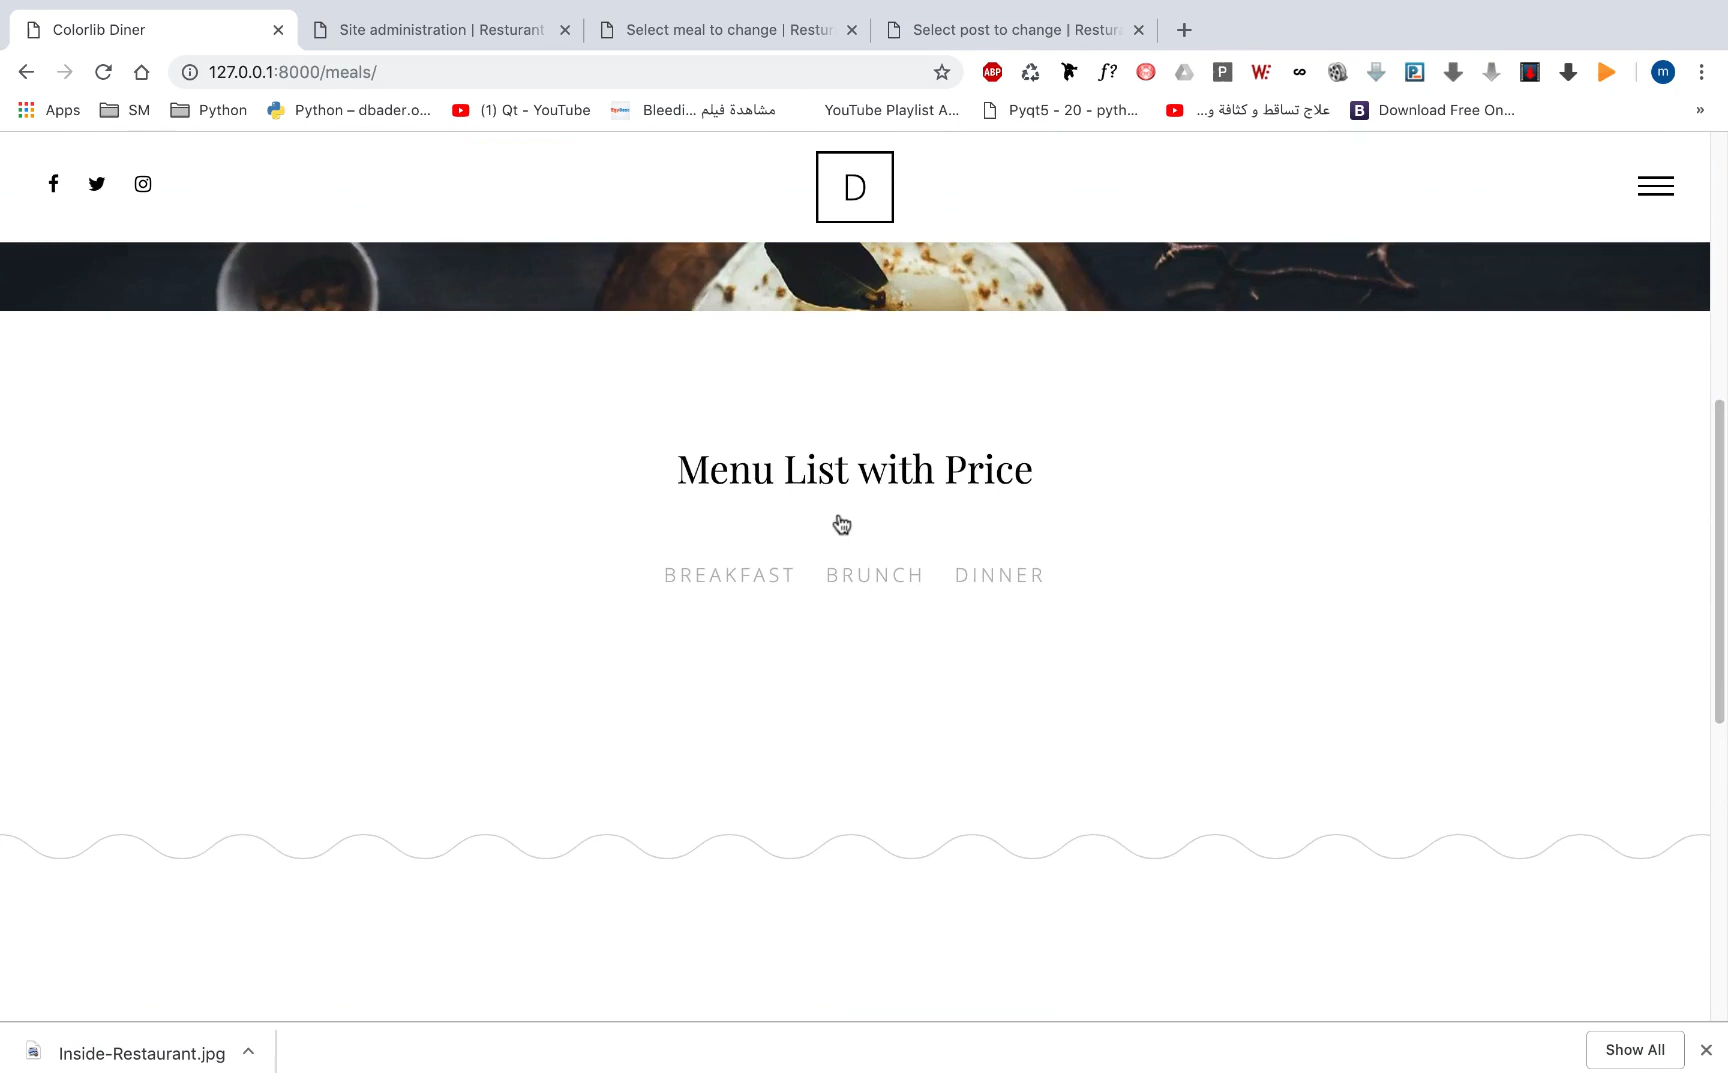 Colorlib Diner
Site administration | Resturant
Select meal to change | Restur
Select post to change | Restur
127.0.0.1:8000/meals/
ABP
f?
P
W
m
Apps
SM
Python
Python – dbader.o...
(1) Qt - YouTube
مشاهدة فيلم Bleedi...
YouTube Playlist A...
Pyqt5 - 20 - pyth...
علاج تساقط و كثافة و...
B
Download Free On...
»
D
Menu List with Price
BREAKFAST
BRUNCH
DINNER
Inside-Restaurant.jpg
Show All